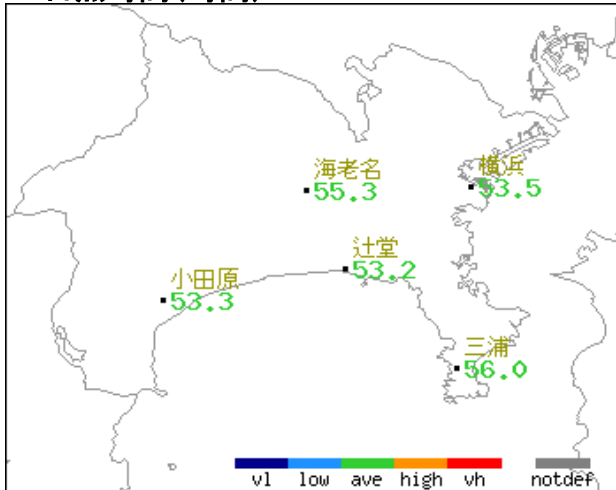 海老名
55.3
横浜
53.5
辻堂
53.2
小田原
53.3
三浦
56.0
vl low ave high vh notdef